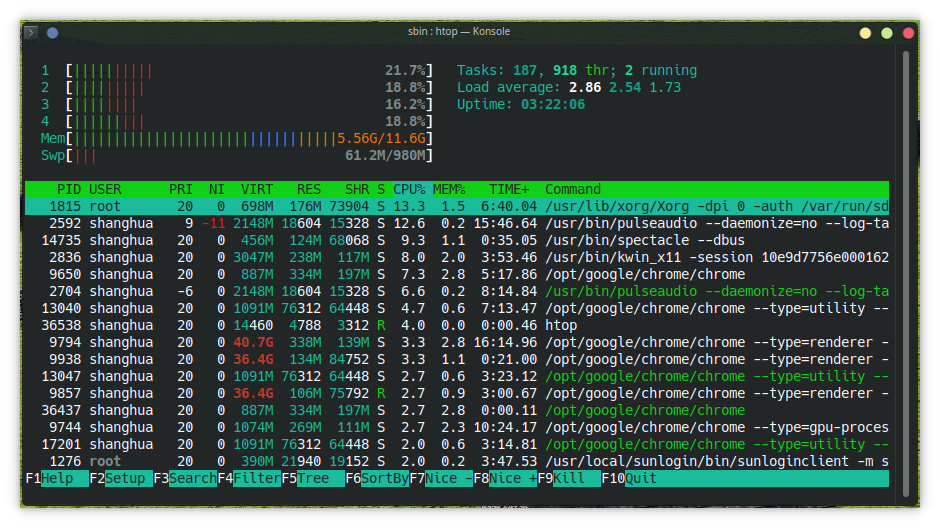 sbin : htop — Konsole
1 [|||||||||| 21.7%] Tasks: 187, 918 thr; 2 running
2 [||||||||| 18.8%] Load average: 2.86 2.54 1.73
3 [|||||||| 16.2%] Uptime: 03:22:06
4 [||||||||| 18.8%]
Mem[|||||||||||||||||||||||||||||||||5.56G/11.6G]
Swp[||| 61.2M/980M]
PID USER PRI NI VIRT RES SHR S CPU% MEM% TIME+ Command
1815 root 20 0 698M 176M 73904 S 13.3 1.5 6:40.04 /usr/lib/xorg/Xorg -dpi 0 -auth /var/run/sd
2592 shanghua 9 -11 2148M 18604 15328 S 12.6 0.2 15:46.64 /usr/bin/pulseaudio --daemonize=no --log-ta
14735 shanghua 20 0 456M 124M 68068 S 9.3 1.1 0:35.05 /usr/bin/spectacle --dbus
2836 shanghua 20 0 3047M 238M 117M S 8.0 2.0 3:53.46 /usr/bin/kwin_x11 -session 10e9d7756e000162
9650 shanghua 20 0 887M 334M 197M S 7.3 2.8 5:17.86 /opt/google/chrome/chrome
2704 shanghua -6 0 2148M 18604 15328 S 6.6 0.2 8:14.84 /usr/bin/pulseaudio --daemonize=no --log-ta
13040 shanghua 20 0 1091M 76312 64448 S 4.7 0.6 7:13.47 /opt/google/chrome/chrome --type=utility --
36538 shanghua 20 0 14460 4788 3312 R 4.0 0.0 0:00.46 htop
9794 shanghua 20 0 40.7G 338M 139M S 3.3 2.8 16:14.96 /opt/google/chrome/chrome --type=renderer -
9938 shanghua 20 0 36.4G 134M 84752 S 3.3 1.1 0:21.00 /opt/google/chrome/chrome --type=renderer -
13047 shanghua 20 0 1091M 76312 64448 S 2.7 0.6 3:23.12 /opt/google/chrome/chrome --type=utility --
9857 shanghua 20 0 36.4G 106M 75792 R 2.7 0.9 3:00.67 /opt/google/chrome/chrome --type=renderer -
36437 shanghua 20 0 887M 334M 197M S 2.7 2.8 0:00.11 /opt/google/chrome/chrome
9744 shanghua 20 0 1074M 269M 111M S 2.7 2.3 10:24.17 /opt/google/chrome/chrome --type=gpu-proces
17201 shanghua 20 0 1091M 76312 64448 S 2.0 0.6 3:14.81 /opt/google/chrome/chrome --type=utility --
1276 root 20 0 390M 21940 19152 S 2.0 0.2 3:47.53 /usr/local/sunlogin/bin/sunloginclient -m s
F1Help F2Setup F3SearchF4FilterF5Tree F6SortByF7Nice -F8Nice +F9Kill F10Quit